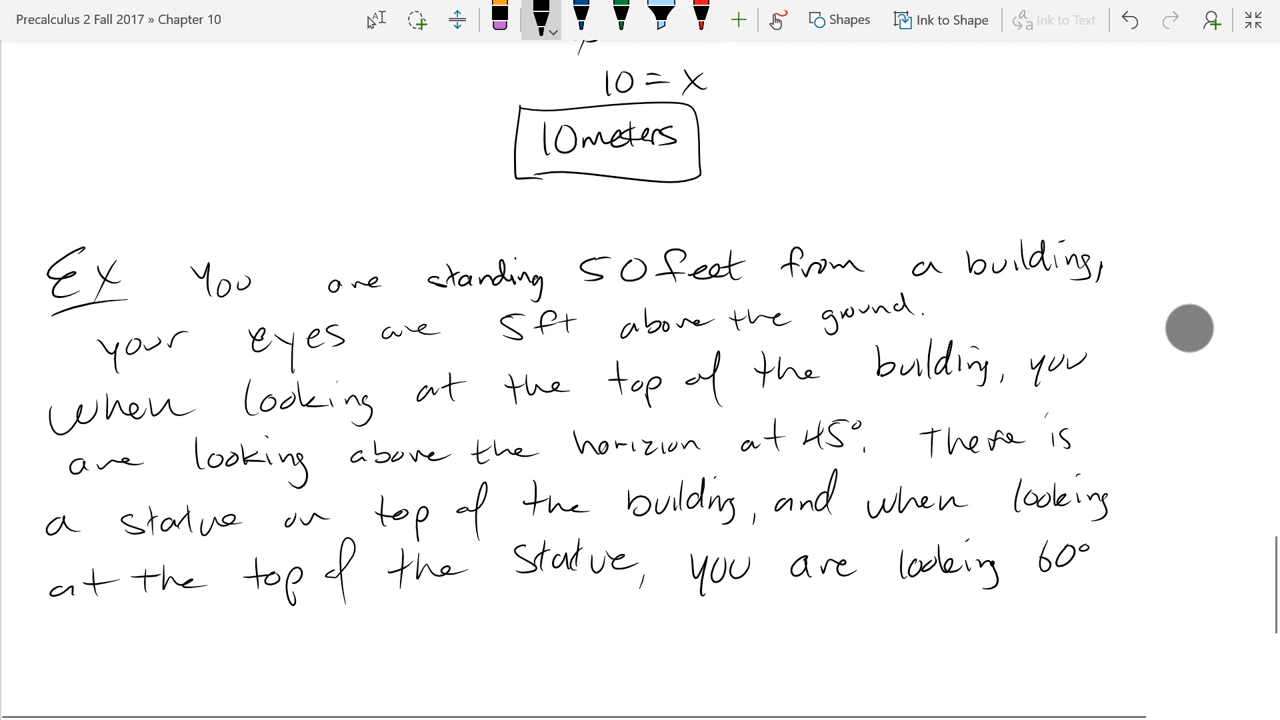 Precalculus 2 Fall 2017 » Chapter 10
Shapes
Ink to Shape
Ink to Text
10 = x
10 meters
Ex You are standing 50 feet from a building,
your eyes are 5ft above the ground.
When looking at the top of the building, you
are looking above the horizon at 45°. There is
a statue on top of the building, and when looking
at the top of the statue, you are looking 60°